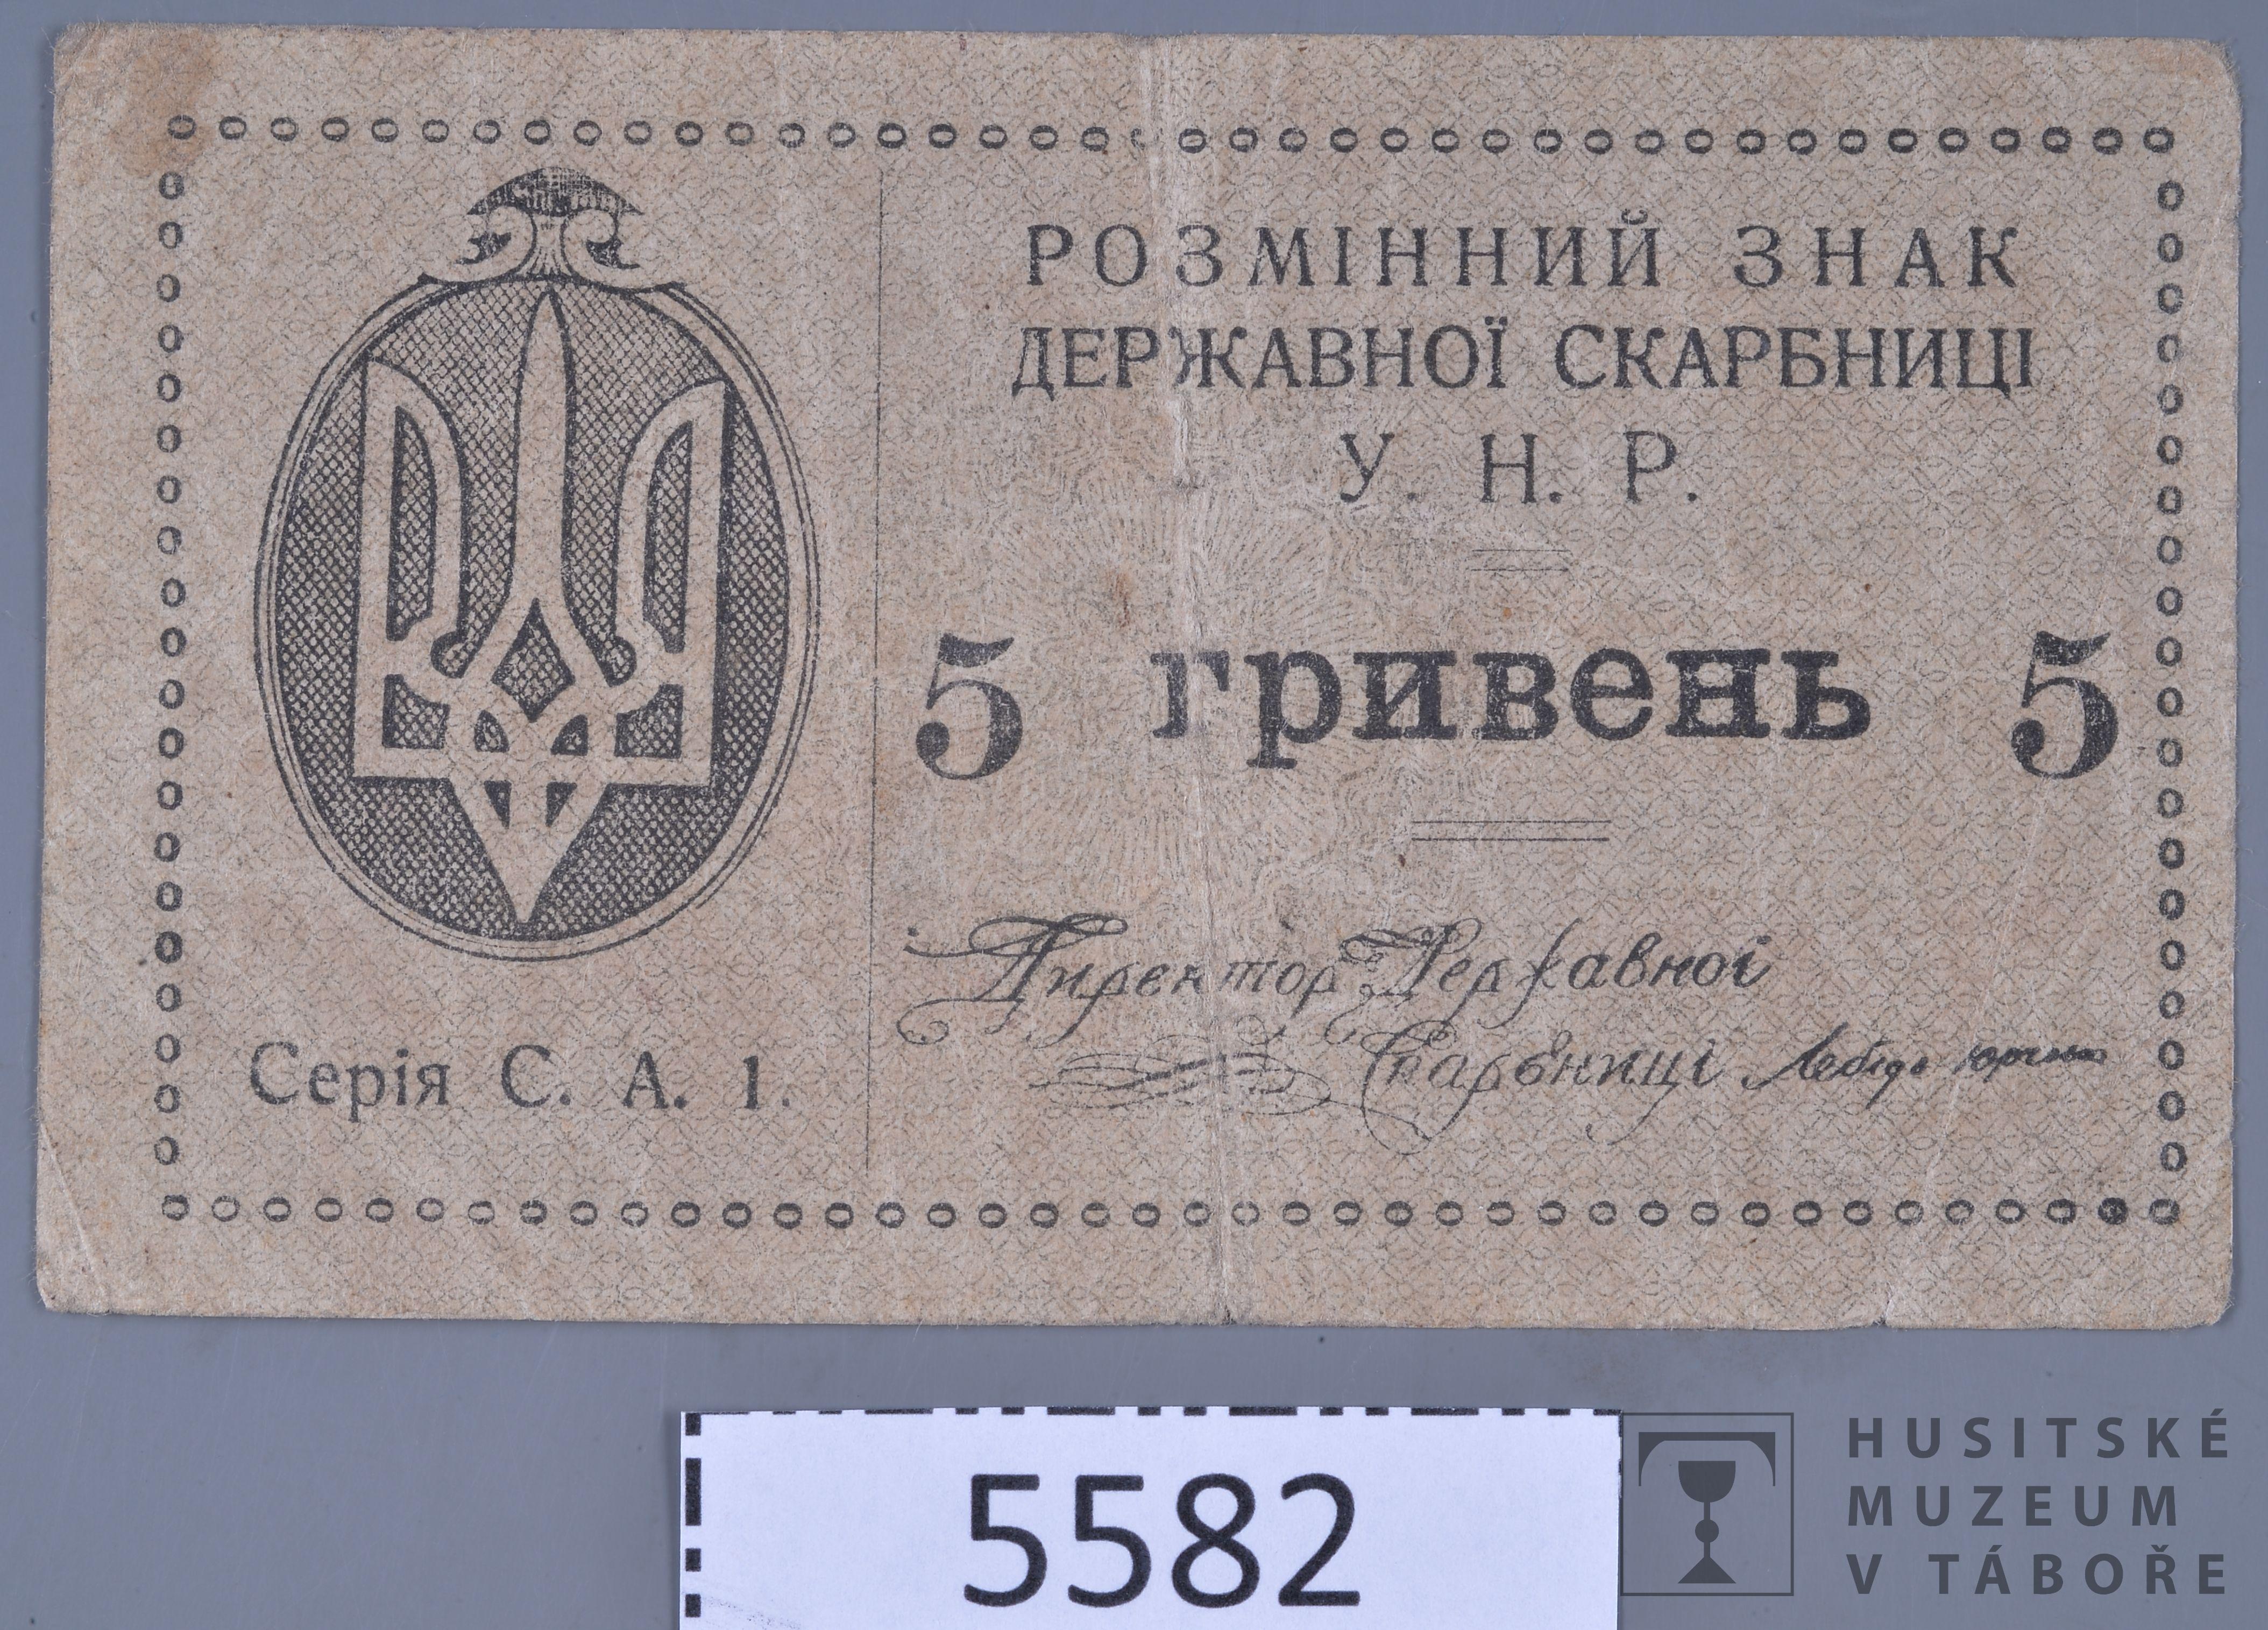 РОЗМІННИЙ ЗНАК
ДЕРЖАВНОЇ СКАРБНИЦІ
У. Н. Р.
5 гривень 5
Директор Державної
Скарбниці
Серія С. А. 1.
5582
HUSITSKÉ
MUZEUM
V TÁBOŘE